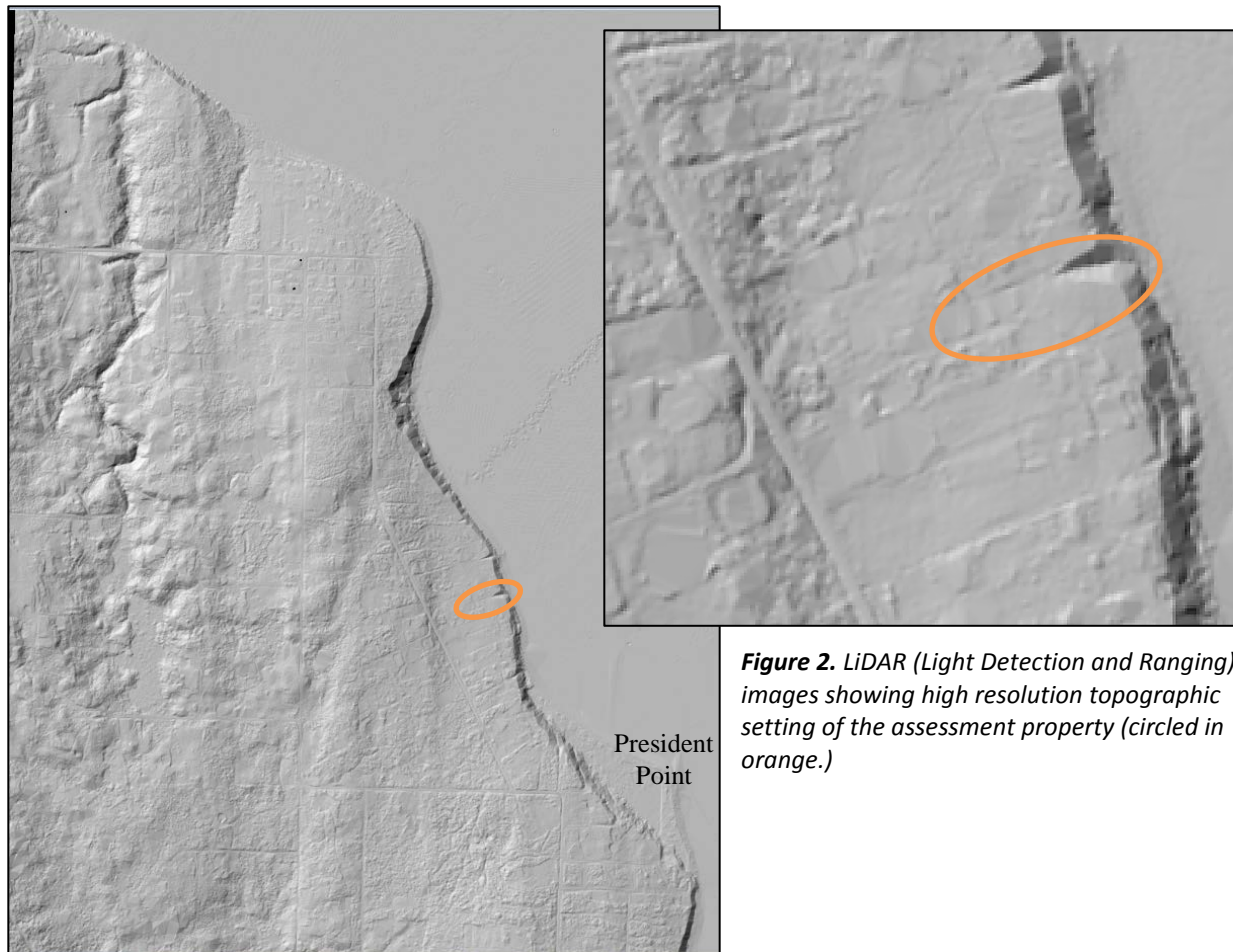 President
Point
Figure 2. LiDAR (Light Detection and Ranging)
images showing high resolution topographic
setting of the assessment property (circled in
orange.)